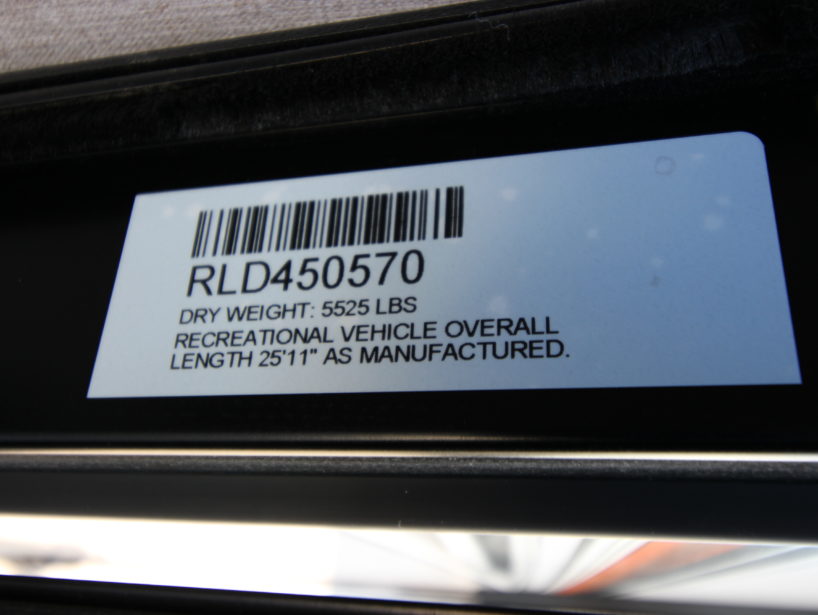 RLD450570
DRY WEIGHT: 5525 LBS
RECREATIONAL VEHICLE OVERALL
LENGTH 25'11" AS MANUFACTURED.